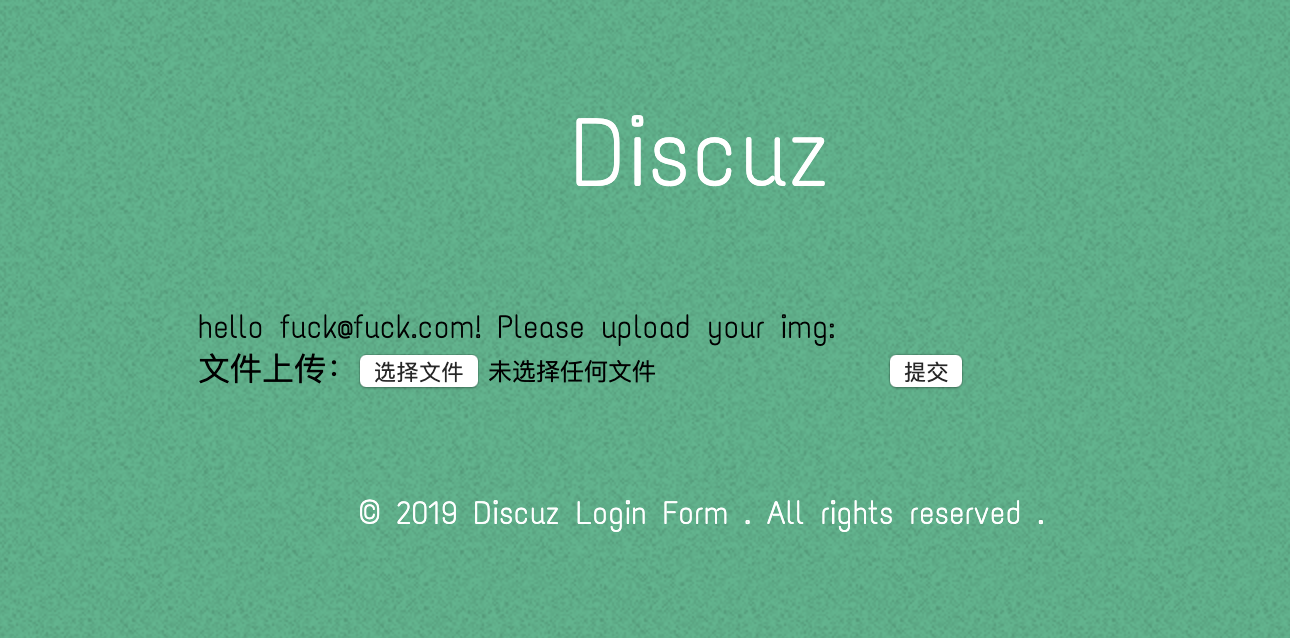 Discuz
hello fuck@fuck.com! Please upload your img:
文件上传： 选择文件 未选择任何文件 提交
© 2019 Discuz Login Form . All rights reserved .